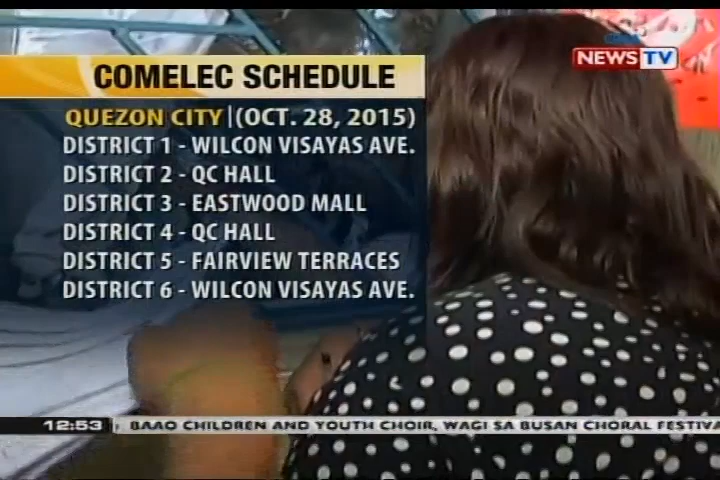 GMA
NEWSTV
COMELEC SCHEDULE
QUEZON CITY|(OCT. 28, 2015)
DISTRICT 1 - WILCON VISAYAS AVE.
DISTRICT 2 - QC HALL
DISTRICT 3 - EASTWOOD MALL
DISTRICT 4 - QC HALL
DISTRICT 5 - FAIRVIEW TERRACES
DISTRICT 6 - WILCON VISAYAS AVE.
12:53 BAAO CHILDREN AND YOUTH CHOIR, WAGI SA BUSAN CHORAL FESTIVA